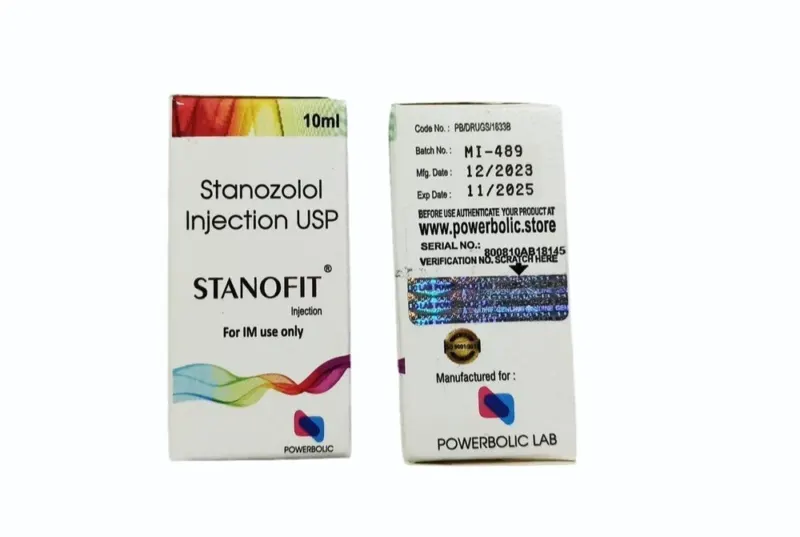 10ml
Stanozolol
Injection USP
STANOFIT®
Injection
For IM use only
POWERBOLIC
Code No.: PB/DRUGS/1633B
Batch No.: MI-489
Mfg. Date: 12/2023
Exp Date: 11/2025
BEFORE USE AUTHENTICATE YOUR PRODUCT AT
www.powerbolic.store
SERIAL NO.: 800810AB18145
VERIFICATION NO. SCRATCH HERE
Manufactured for :
POWERBOLIC LAB